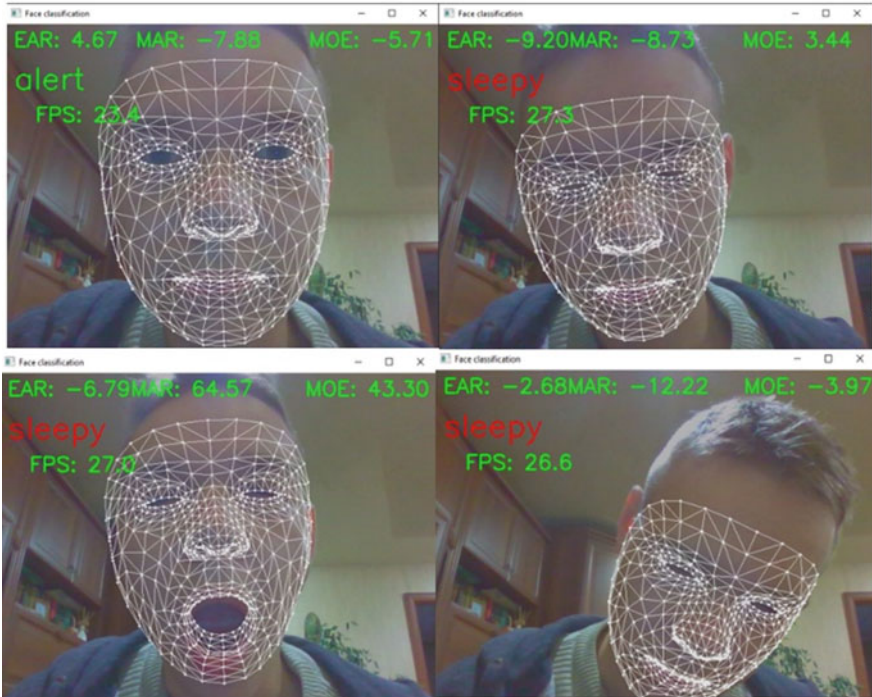 Face classification
EAR: 4.67 MAR: −7.88 MOE: −5.71
alert
FPS: 23.4
Face classification
EAR: −9.20MAR: −8.73 MOE: 3.44
sleepy
FPS: 27.3
Face classification
EAR: −6.79MAR: 64.57 MOE: 43.30
sleepy
FPS: 27.0
Face classification
EAR: −2.68MAR: −12.22 MOE: −3.97
sleepy
FPS: 26.6